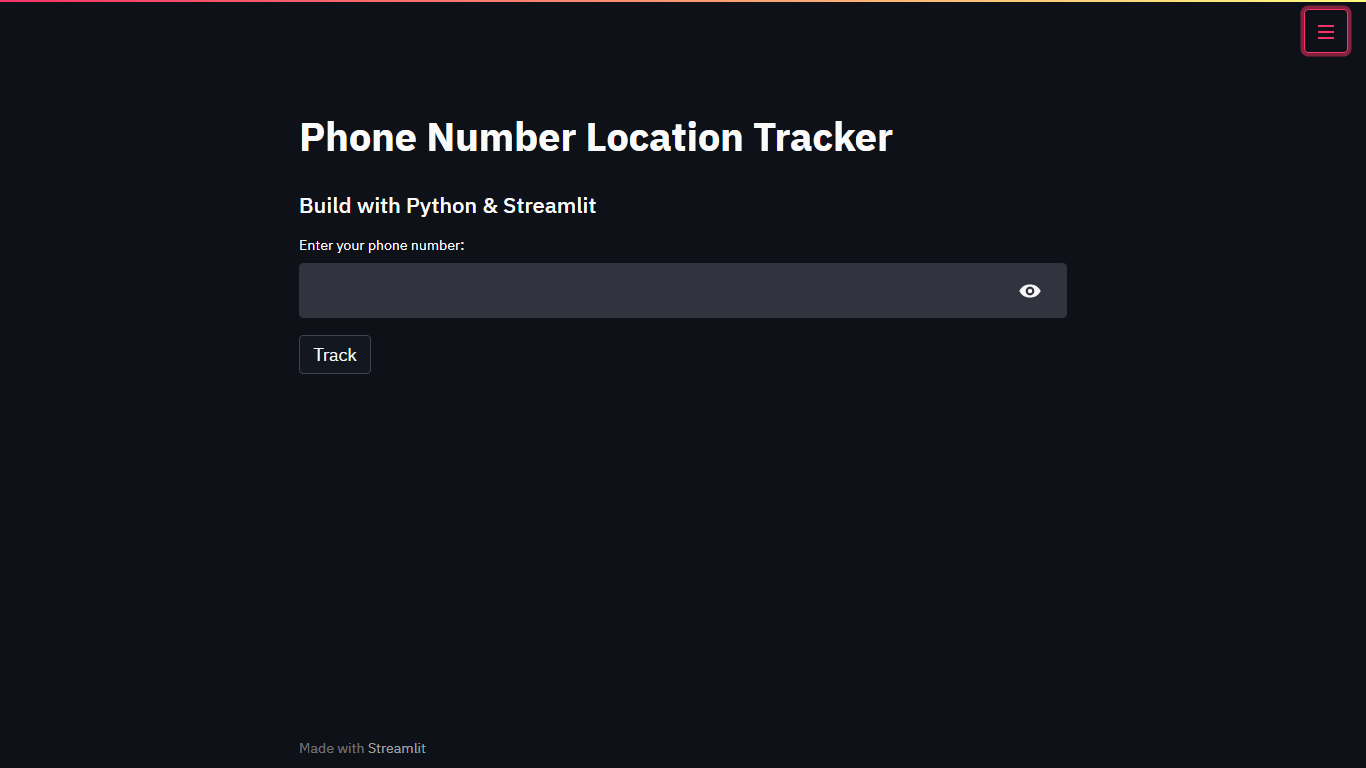 Phone Number Location Tracker
Build with Python & Streamlit
Enter your phone number:
Track
Made with Streamlit